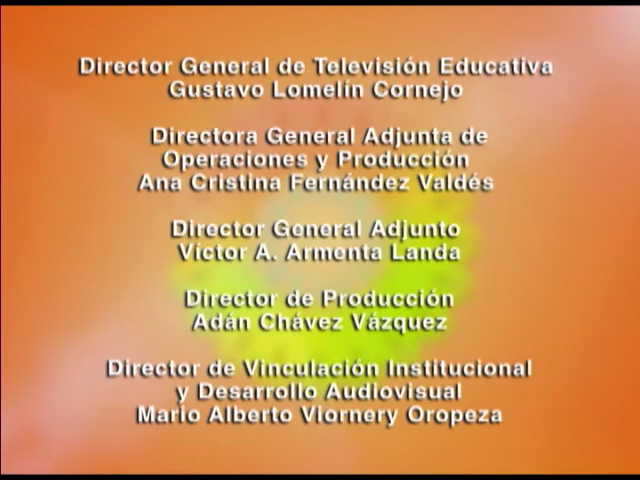 Director General de Televisión Educativa
Gustavo Lomelín Cornejo
Directora General Adjunta de
Operaciones y Producción
Ana Cristina Fernández Valdés
Director General Adjunto
Víctor A. Armenta Landa
Director de Producción
Adán Chávez Vázquez
Director de Vinculación Institucional
y Desarrollo Audiovisual
Mario Alberto Viornery Oropeza